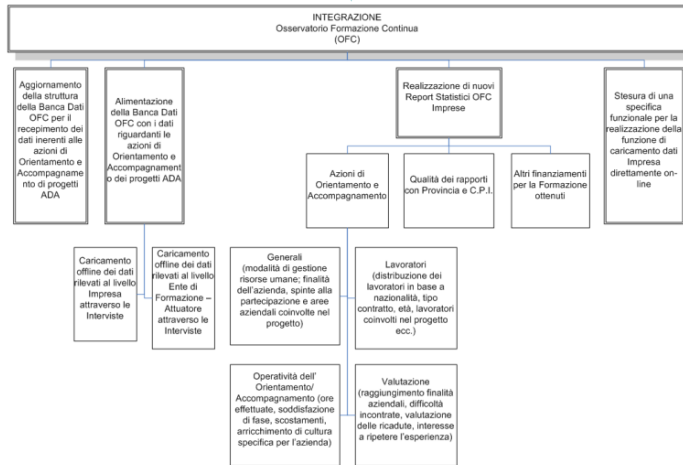 INTEGRAZIONE
Osservatorio Formazione Continua
(OFC)
Aggiornamento
della struttura
della Banca Dati
OFC per il
recepimento dei
dati inerenti alle
azioni di
Orientamento e
Accompagname
nto di progetti
ADA
Alimentazione
della Banca Dati
OFC con i dati
riguardanti le
azioni di
Orientamento e
Accompagname
nto dei progetti ADA
Realizzazione di nuovi
Report Statistici OFC
Imprese
Stesura di una
specifica
funzionale per la
realizzazione della
funzione di
caricamento dati
Impresa
direttamente on-
line
Azioni di
Orientamento e
Accompagnamento
Qualità dei rapporti
con Provincia e C.P.I.
Altri finanziamenti
per la Formazione
ottenuti
Caricamento
offline dei dati
rilevati al livello
Impresa
attraverso le
Interviste
Caricamento
offline dei dati
rilevati al livello
Ente di
Formazione –
Attuatore
attraverso le
Interviste
Generali
(modalità di gestione
risorse umane; finalità
dell'azienda, spinte alla
partecipazione e aree
aziendali coinvolte nel
progetto)
Lavoratori
(distribuzione dei
lavoratori in base a
nazionalità, tipo
contratto, età, lavoratori
coinvolti nel progetto
ecc.)
Operatività dell'
Orientamento/
Accompagnamento (ore
effettuate, soddisfazione
di fase, scostamenti,
arricchimento di cultura
specifica per l'azienda)
Valutazione
(raggiungimento finalità
aziendali, difficoltà
incontrate, valutazione
delle ricadute, interesse
a ripetere l'esperienza)